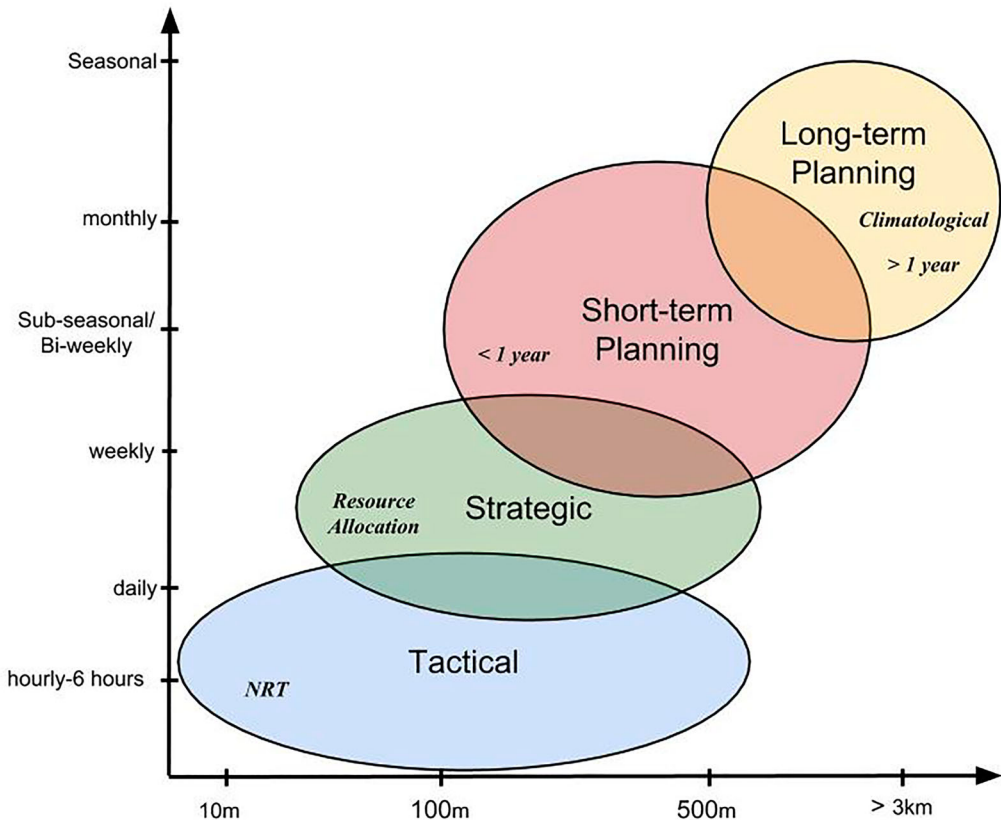 Seasonal
Long-term
Planning
monthly
Climatological
> 1 year
Sub-seasonal/
Bi-weekly
Short-term
Planning
< 1 year
weekly
Resource
Allocation
Strategic
daily
Tactical
hourly-6 hours
NRT
10m
100m
500m
> 3km